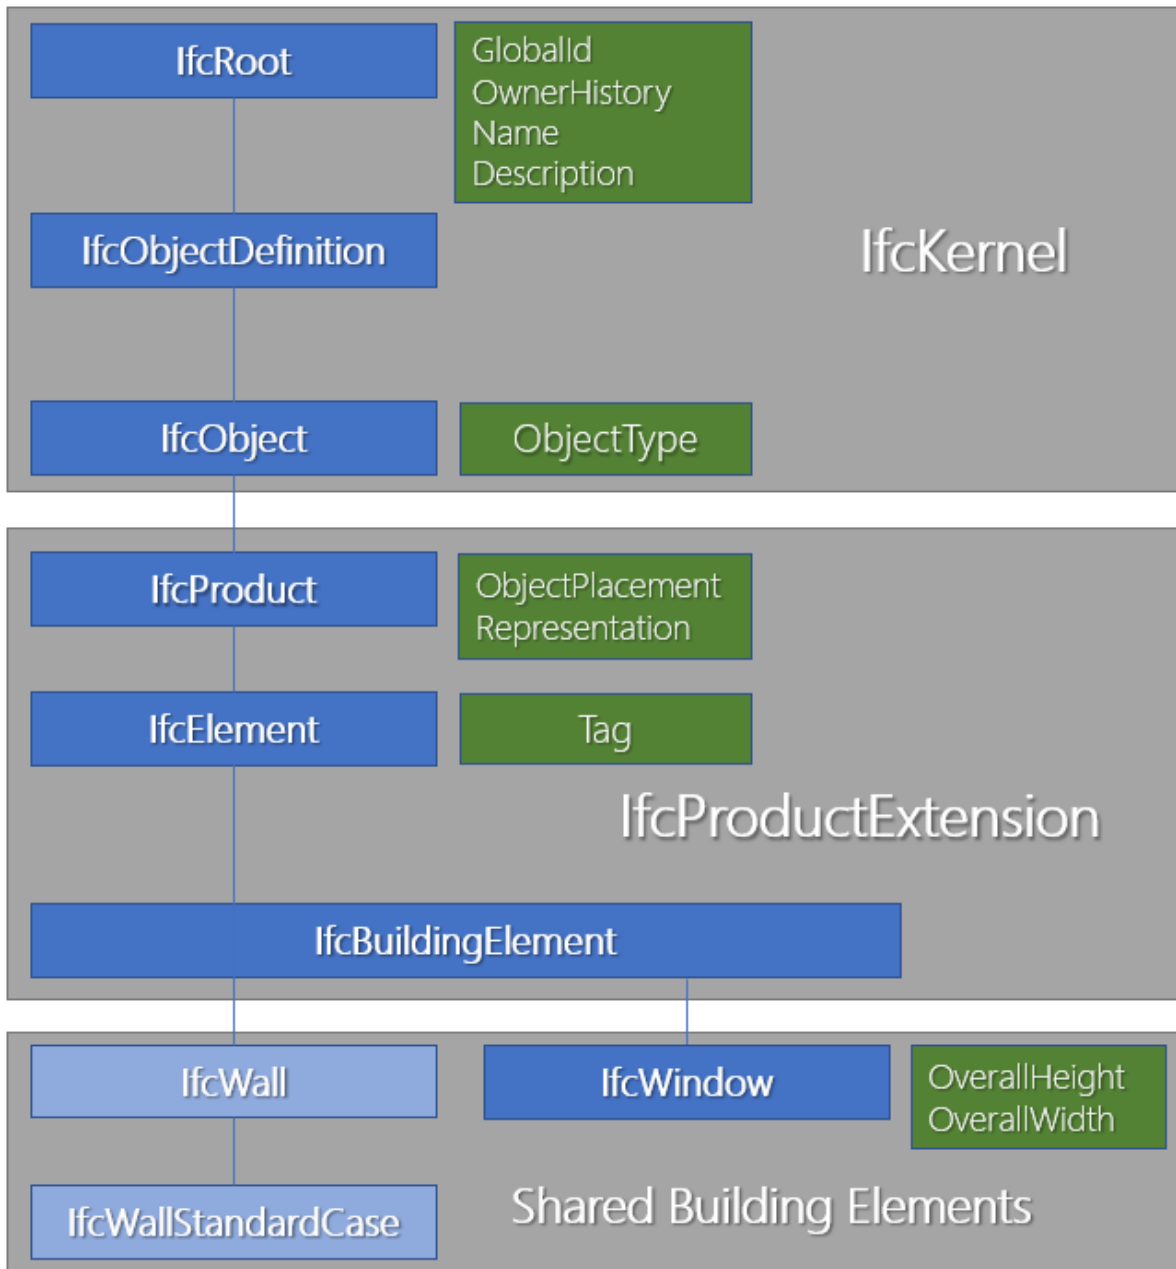 IfcRoot
GlobalId
OwnerHistory
Name
Description
IfcObjectDefinition
IfcKernel
IfcObject
ObjectType
IfcProduct
ObjectPlacement
Representation
IfcElement
Tag
IfcProductExtension
IfcBuildingElement
IfcWall
IfcWindow
OverallHeight
OverallWidth
IfcWallStandardCase
Shared Building Elements